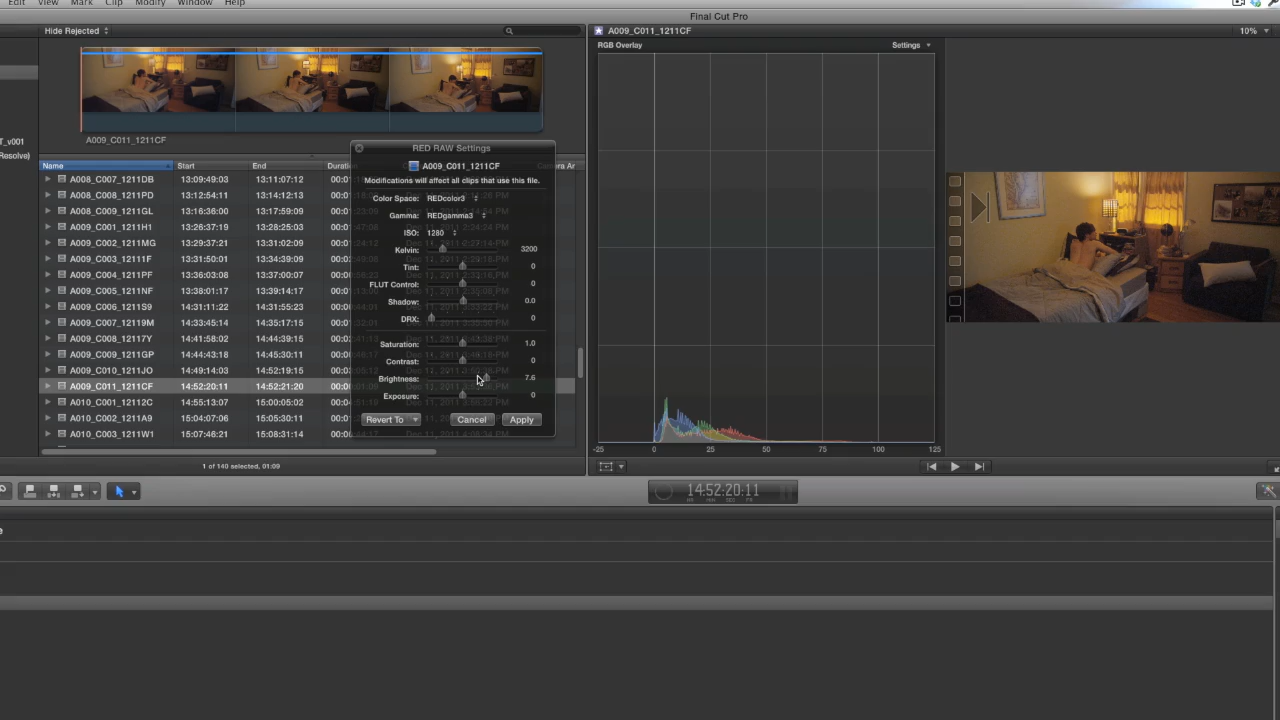 Edit View Mark Clip Modify Window Help
Final Cut Pro
Hide Rejected
A009_C011_1211CF
10%
RGB Overlay
Settings
T_v001
Resolve)
A009_C011_1211CF
RED RAW Settings
A009_C011_1211CF
Modifications will affect all clips that use this file.
Name Start End Duration
A008_C007_1211DB 13:09:49:03 13:11:07:12
A008_C008_1211PD 12:54:11 13:14:12:10
A008_C009_1211GL 13:16:36:00 13:17:59:09
A009_C001_1211H1 13:26:37:19 13:28:25:03
A009_C002_1211MG 13:29:37:21 13:31:02:09
A009_C003_12111F 13:31:50:01 13:34:39:09
A009_C004_1211PF 13:36:03:08 13:37:00:07
A009_C005_1211NF 13:38:01:17 13:39:14:17
A009_C006_1211S9 14:31:11:22 14:31:55:23
A009_C007_12119M 14:33:45:14 14:35:17:15
A009_C008_12117Y 14:41:58:02 14:44:39:15
A009_C009_1211GP 14:44:43:18 14:45:30:11
A009_C010_1211JO 14:49:14:03 14:52:19:15
A009_C011_1211CF 14:52:20:11 14:52:21:20
A010_C001_12112C 14:55:13:07 15:00:05:02
A010_C002_1211A9 15:04:07:06 15:05:30:11
A010_C003_1211W1 15:07:46:21 15:08:31:14
Color Space: REDcolor3
Gamma: REDgamma3
ISO: 1280
Kelvin: 3200
Tint: 0
FLUT Control: 0
Shadow: 0.0
DRX: 0
Saturation: 1.0
Contrast: 0
Brightness: 7.6
Exposure: 0
Revert To Cancel Apply
-25 0 25 50 75 100 125
1 of 140 selected, 01:09
14:52:20:11
HR MIN SEC FR